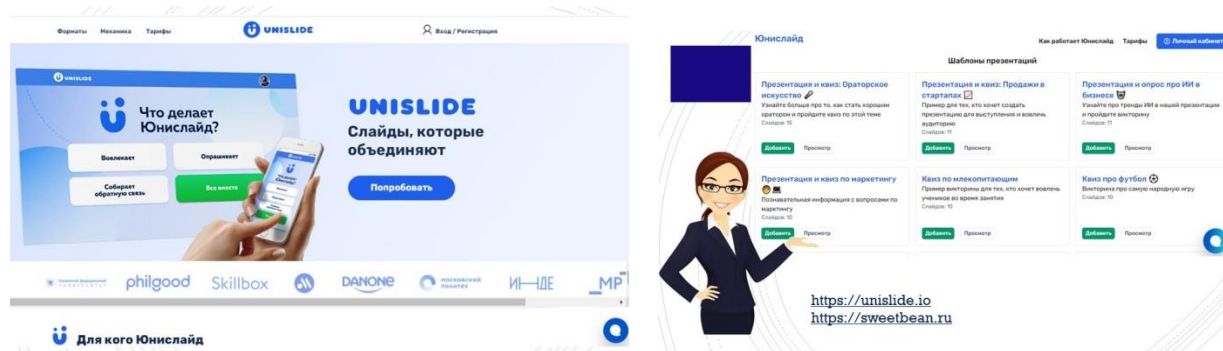 Форматы Механика Тарифы UNISLIDE Вход / Регистрация
UNISLIDE
Что делает
Юнислайд?
Вовлекает
Опрашивает
Собирает
обратную связь
Все вместе
UNISLIDE
Слайды, которые
объединяют
Попробовать
philgood Skillbox DANONE МОСКОВСКИЙ ПОЛИТЕХ
Для кого Юнислайд
Юнислайд
Как работает Юнислайд Тарифы Личный кабинет
Шаблоны презентаций
Презентация и квиз: Ораторское
искусство
Узнайте больше про то, как стать хорошим
оратором и пройдите квиз по этой теме
Слайдов: 15
Добавить Просмотр
Презентация и квиз: Продажи в
стартапах
Пример для тех, кто хочет создать
презентацию для выступления и вовлечь
аудиторию
Слайдов: 11
Добавить Просмотр
Презентация и опрос про ИИ в
бизнесе
Узнайте про тренды ИИ в нашей презентации
и пройдите викторину
Слайдов: 11
Добавить Просмотр
Презентация и квиз по маркетингу
Познавательная информация с вопросами по
маркетингу
Слайдов: 10
Добавить Просмотр
Квиз по млекопитающим
Пример викторины для тех, кто хочет вовлечь
учеников во время занятия
Слайдов: 10
Добавить Просмотр
Квиз про футбол
Викторина про самую народную игру
Слайдов: 10
Добавить Просмотр
https://unislide.io
https://sweetbean.ru